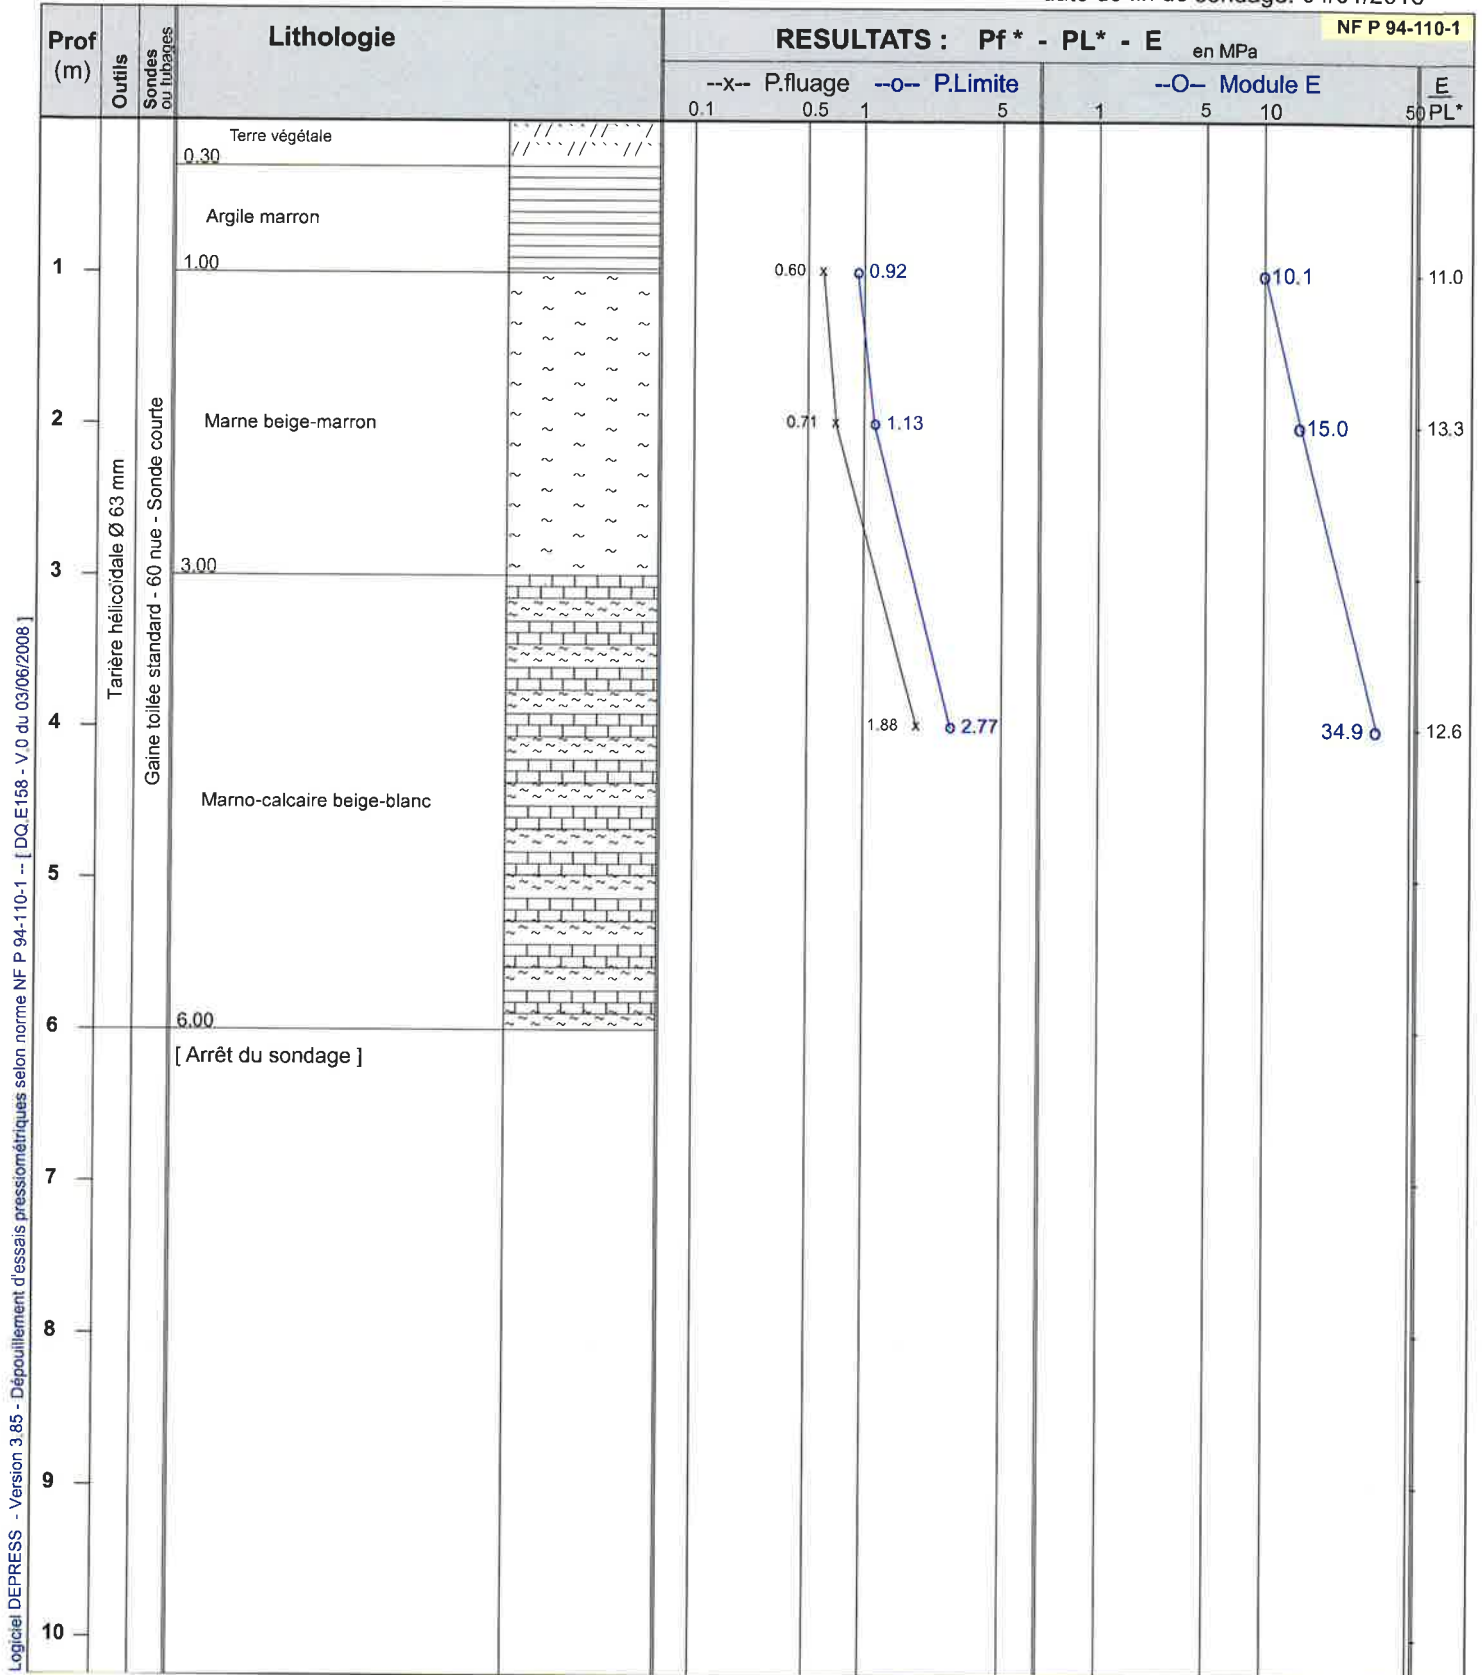 NF P 94-110-1
Prof
(m)
Outils
Sondes
ou tubages
Lithologie
RESULTATS : Pf* - PL* - E en MPa
--x-- P.fluage --o-- P.Limite
--O-- Module E
E
PL*
0.1 0.5 1 5 1 5 10 50
Terre végétale
0.30
Argile marron
1 1.00
0.60 x o 0.92 o 10.1 11.0
Marne beige-marron
2 0.71 x o 1.13 o 15.0 13.3
3 3.00
4 1.88 x o 2.77 34.9 o 12.6
Marno-calcaire beige-blanc
5
6 6.00
[ Arrêt du sondage ]
7
8
9
10
Tarière hélicoïdale Ø 63 mm
Gaine toilée standard - 60 nue - Sonde courte
Logiciel DEPRESS - Version 3.85 - Dépouillement d'essais pressiométriques selon norme NF P 94-110-1 -- [ DQ.E158 - V.0 du 03/06/2008 ]